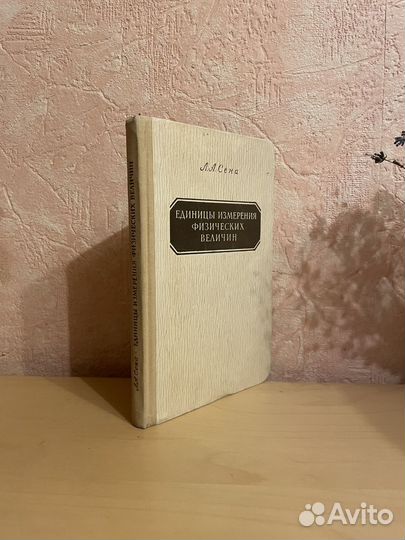 Л.А.Сена
ЕДИНИЦЫ ИЗМЕРЕНИЯ
ФИЗИЧЕСКИХ
ВЕЛИЧИН
Л.А.Сена • ЕДИНИЦЫ ИЗМЕРЕНИЯ ФИЗИЧЕСКИХ ВЕЛИЧИН
Avito